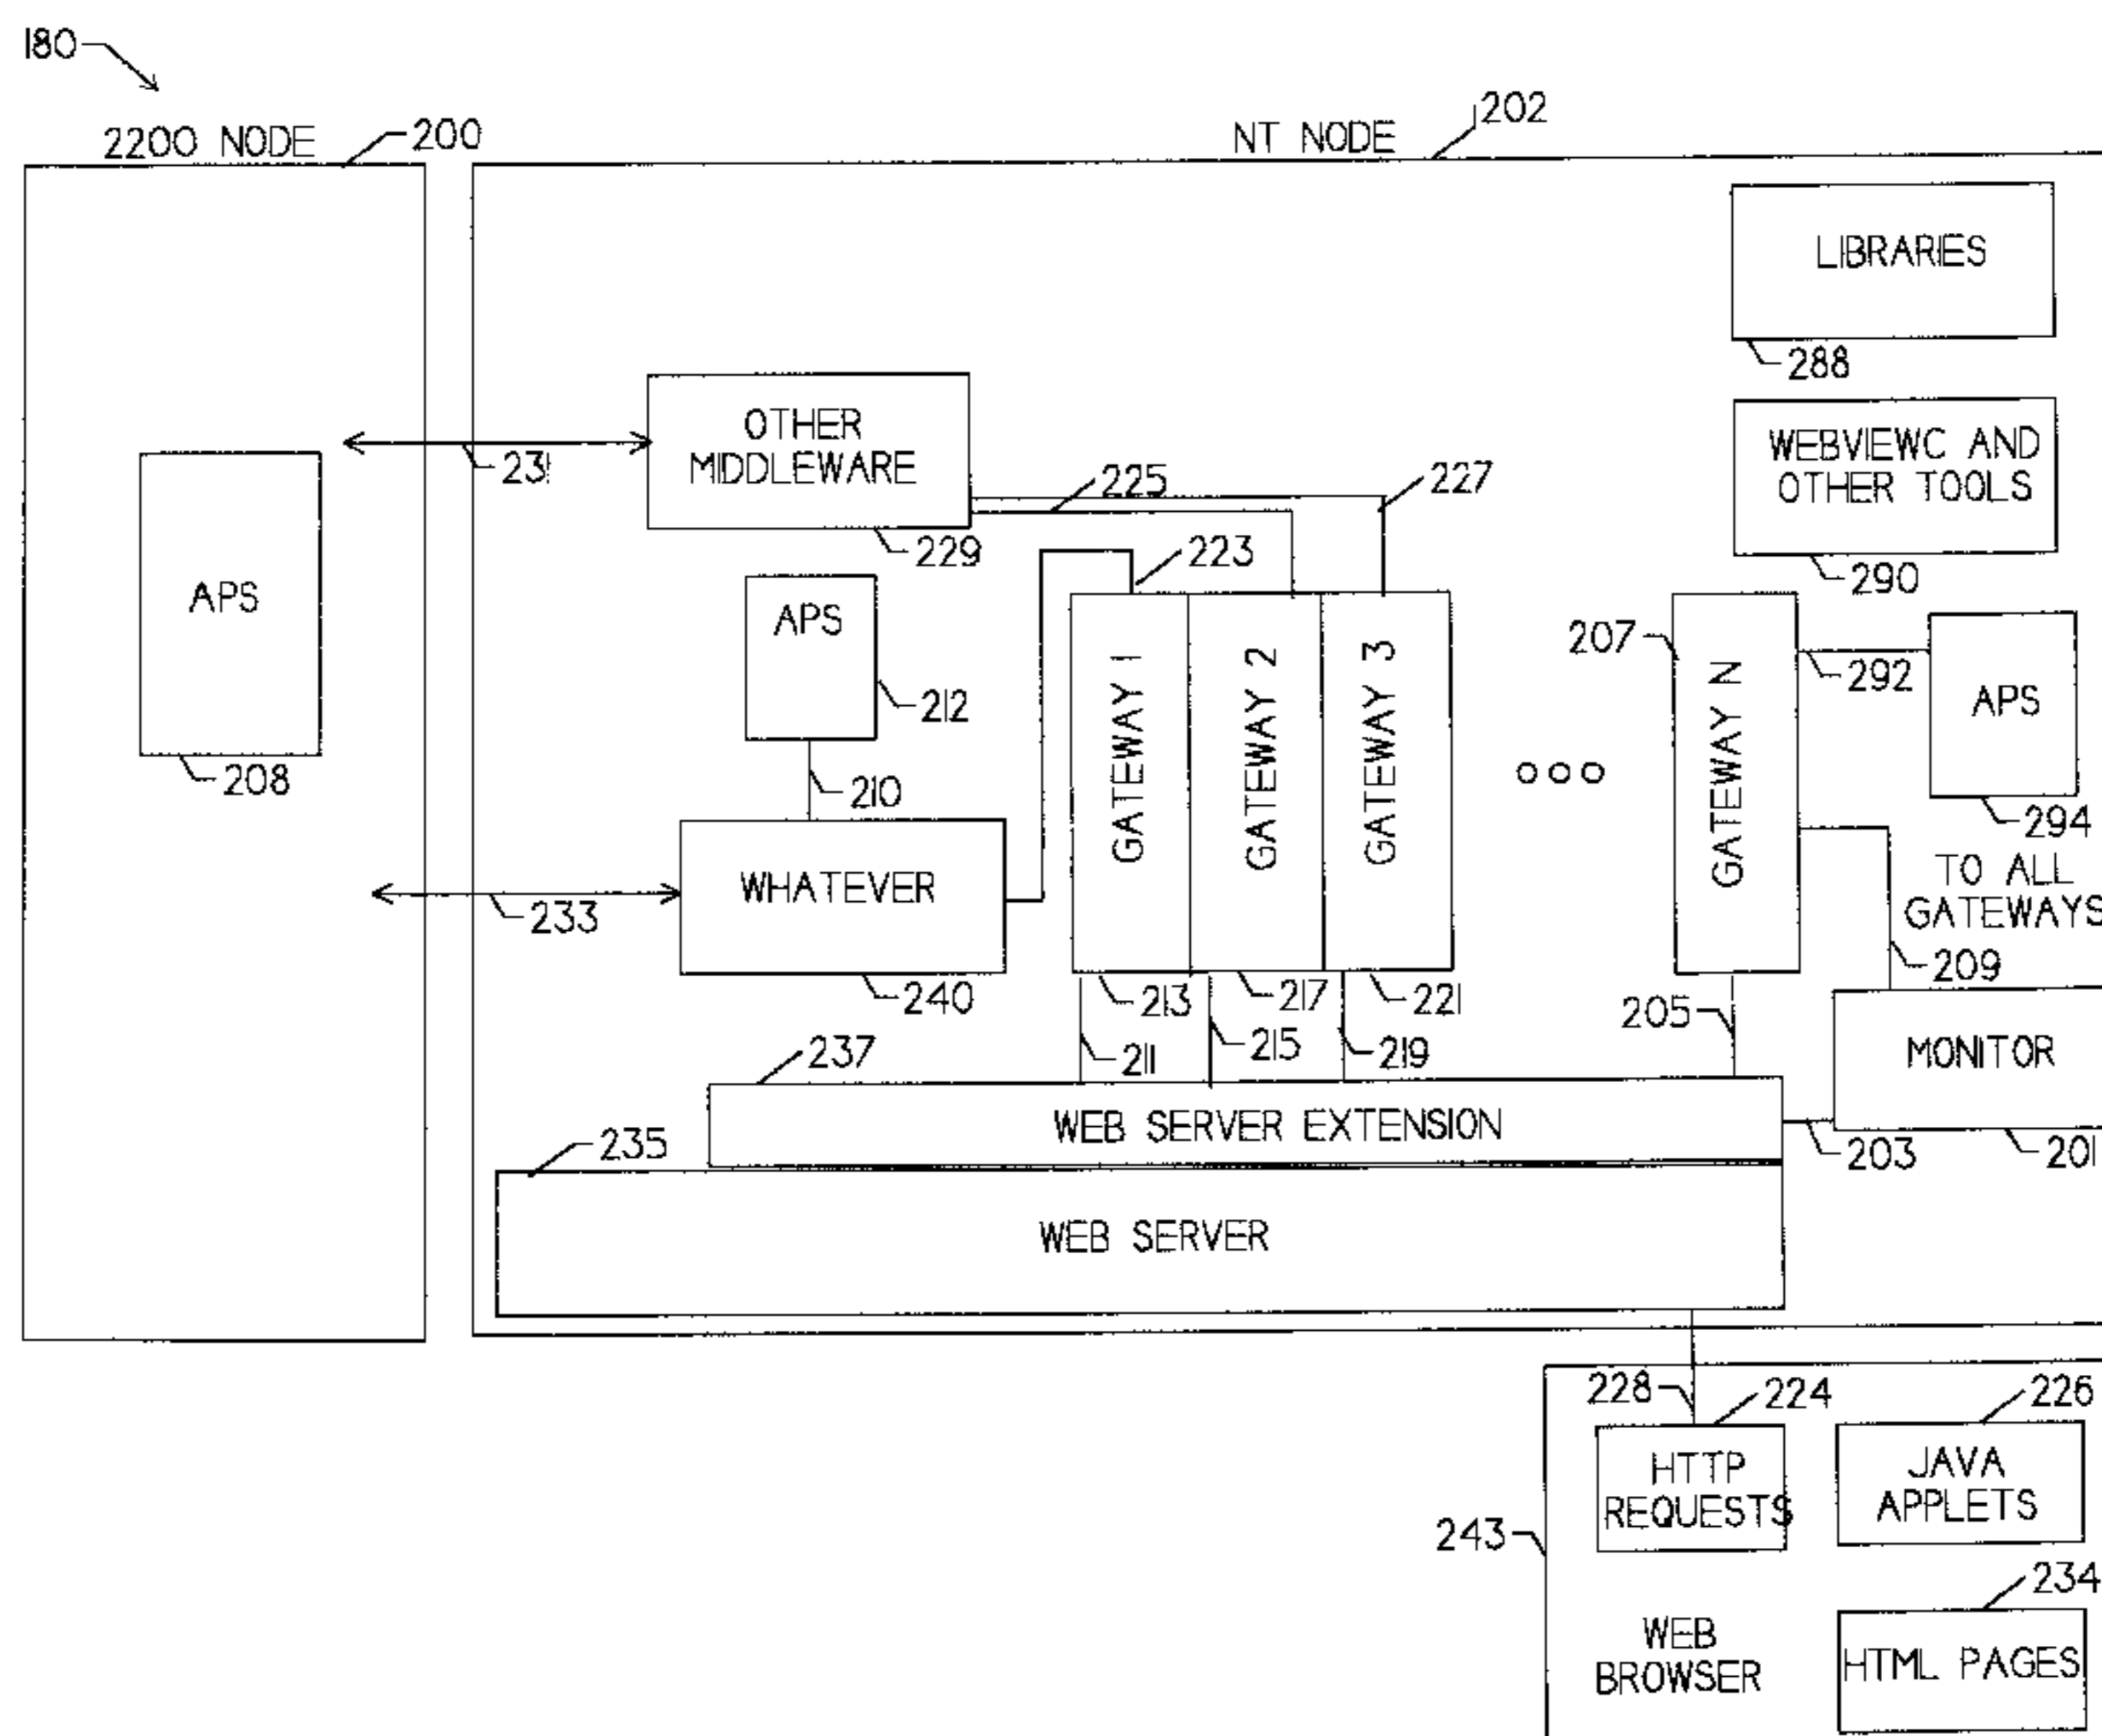 180
2200 NODE
200
NT NODE
202
LIBRARIES
288
OTHER
MIDDLEWARE
231
229
WEBVIEWC AND
OTHER TOOLS
290
225
227
223
APS
208
APS
212
210
GATEWAY 1
GATEWAY 2
GATEWAY 3
207
GATEWAY N
292
APS
294
TO ALL
GATEWAYS
209
WHATEVER
233
240
213
217
221
211
215
219
205
MONITOR
201
203
237
WEB SERVER EXTENSION
235
WEB SERVER
228
224
226
HTTP
REQUESTS
JAVA
APPLETS
243
234
WEB
BROWSER
HTML PAGES